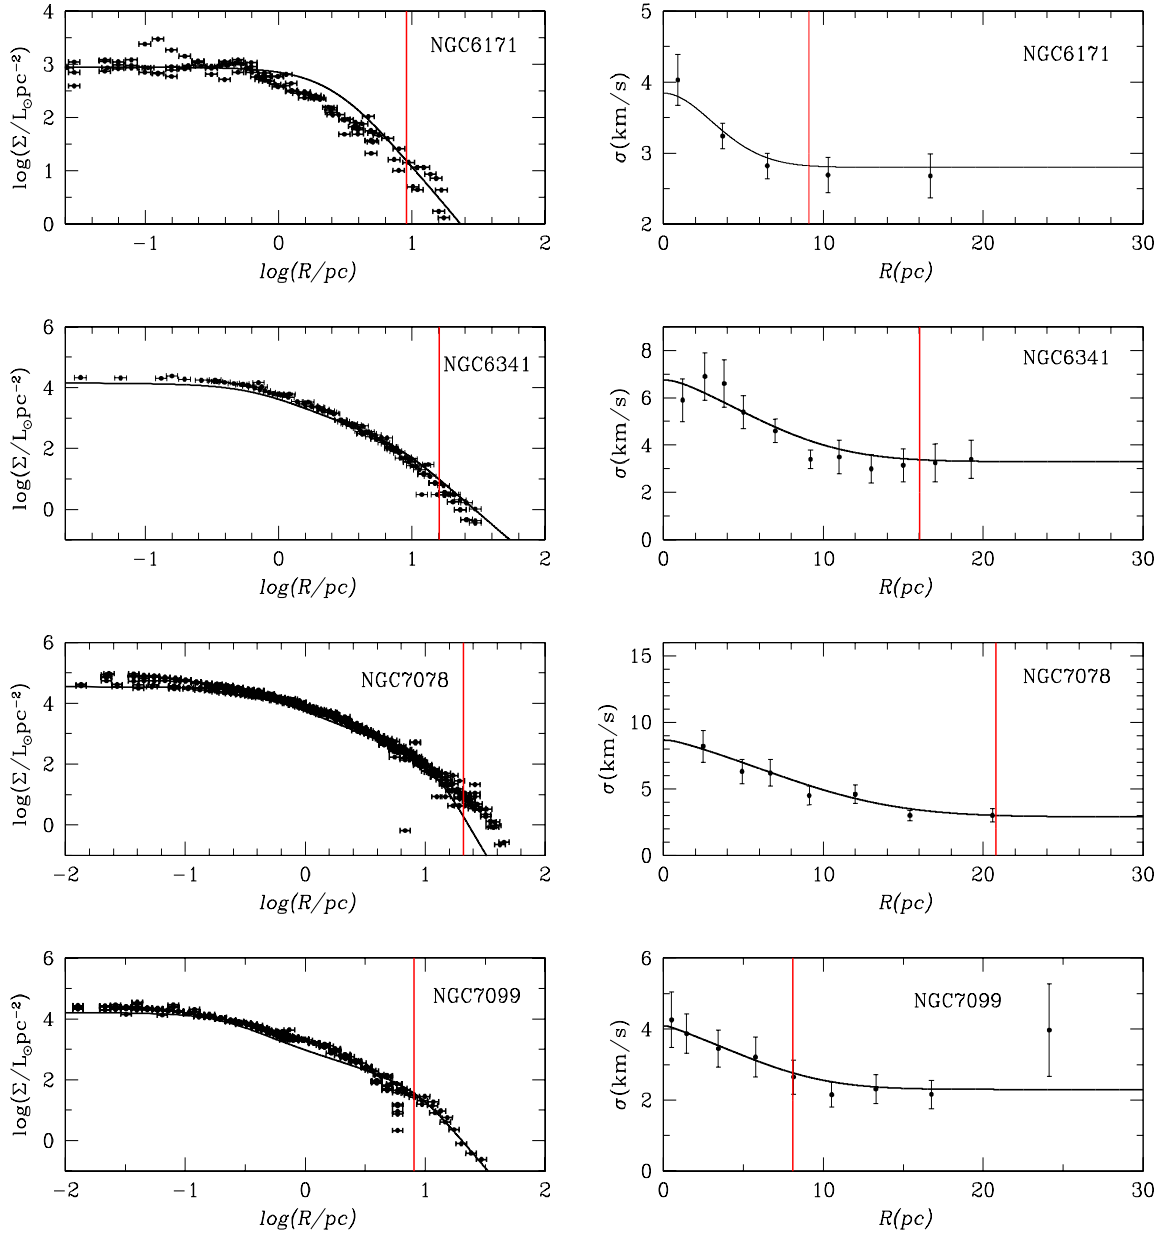 4
3
2
1
0
log(Σ/L⊙pc⁻²)
NGC6171
−1
0
1
2
log(R/pc)
5
4
3
2
σ(km/s)
NGC6171
0
10
20
30
R(pc)
6
4
2
0
log(Σ/L⊙pc⁻²)
NGC6341
−1
0
1
2
log(R/pc)
8
6
4
2
0
σ(km/s)
NGC6341
0
10
20
30
R(pc)
6
4
2
0
log(Σ/L⊙pc⁻²)
NGC7078
−2
−1
0
1
2
log(R/pc)
15
10
5
0
σ(km/s)
NGC7078
0
10
20
30
R(pc)
6
4
2
0
log(Σ/L⊙pc⁻²)
NGC7099
−2
−1
0
1
2
log(R/pc)
6
4
2
0
σ(km/s)
NGC7099
0
10
20
30
R(pc)